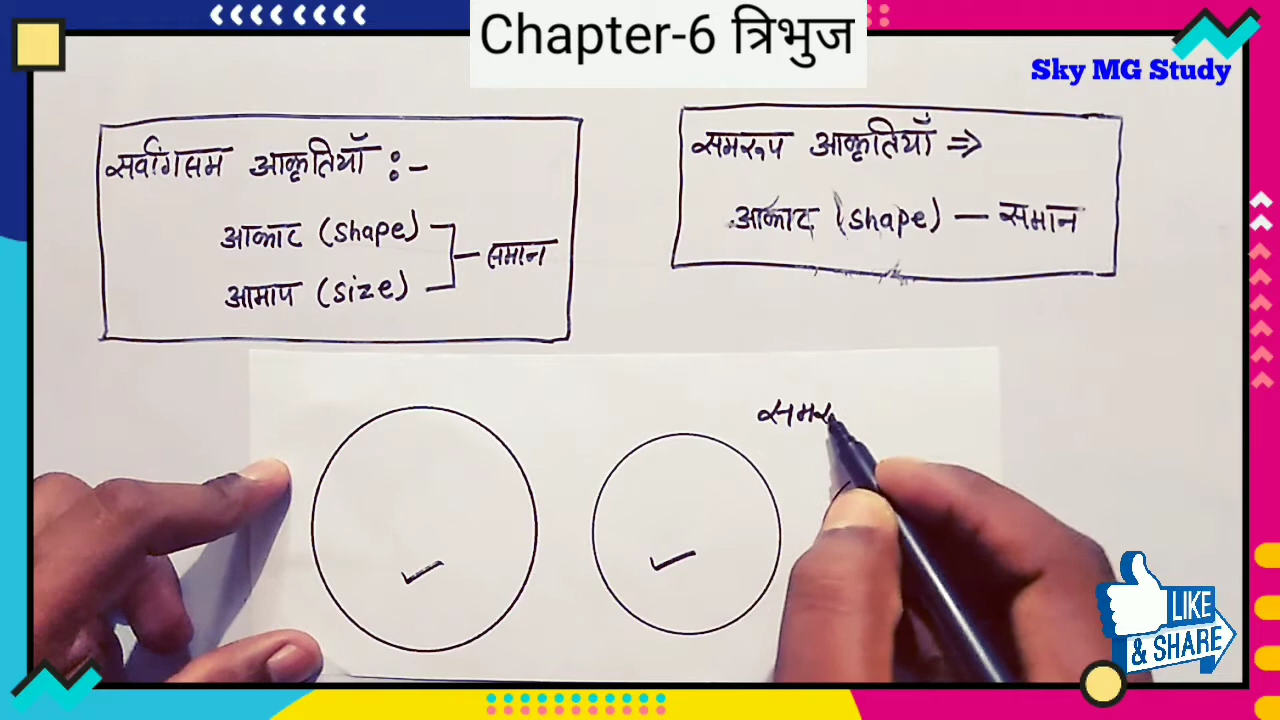 Chapter-6 त्रिभुज
Sky MG Study
सर्वांगसम आकृतियाँ :-
आकार (shape)
आमाप (size)
समान
समरूप आकृतियाँ ⇒
आकार (shape) — समान
समरू
LIKE
& SHARE